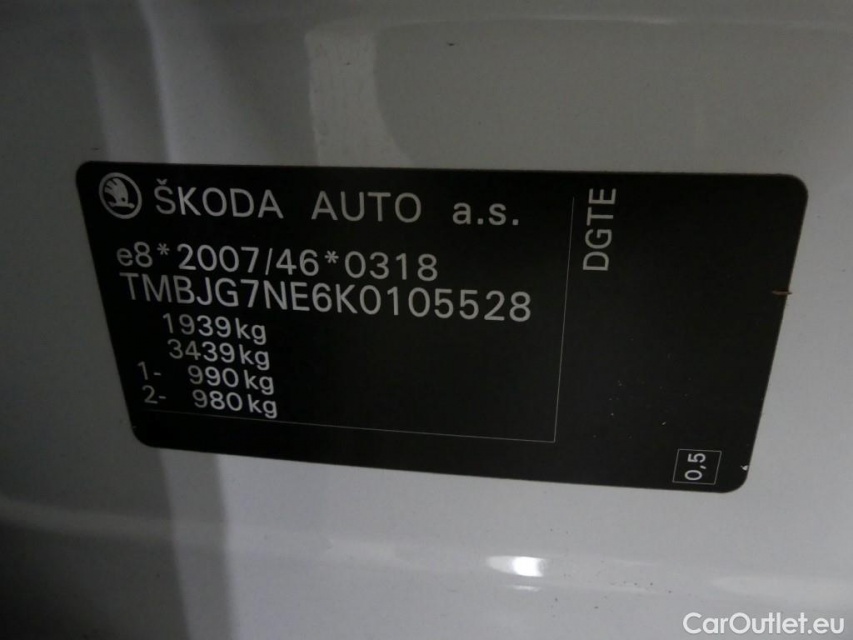 ŠKODA AUTO a.s.
e8*2007/46*0318
TMBJG7NE6K0105528
1939kg
3439kg
1- 990kg
2- 980kg
DGTE
0,5
CarOutlet.eu